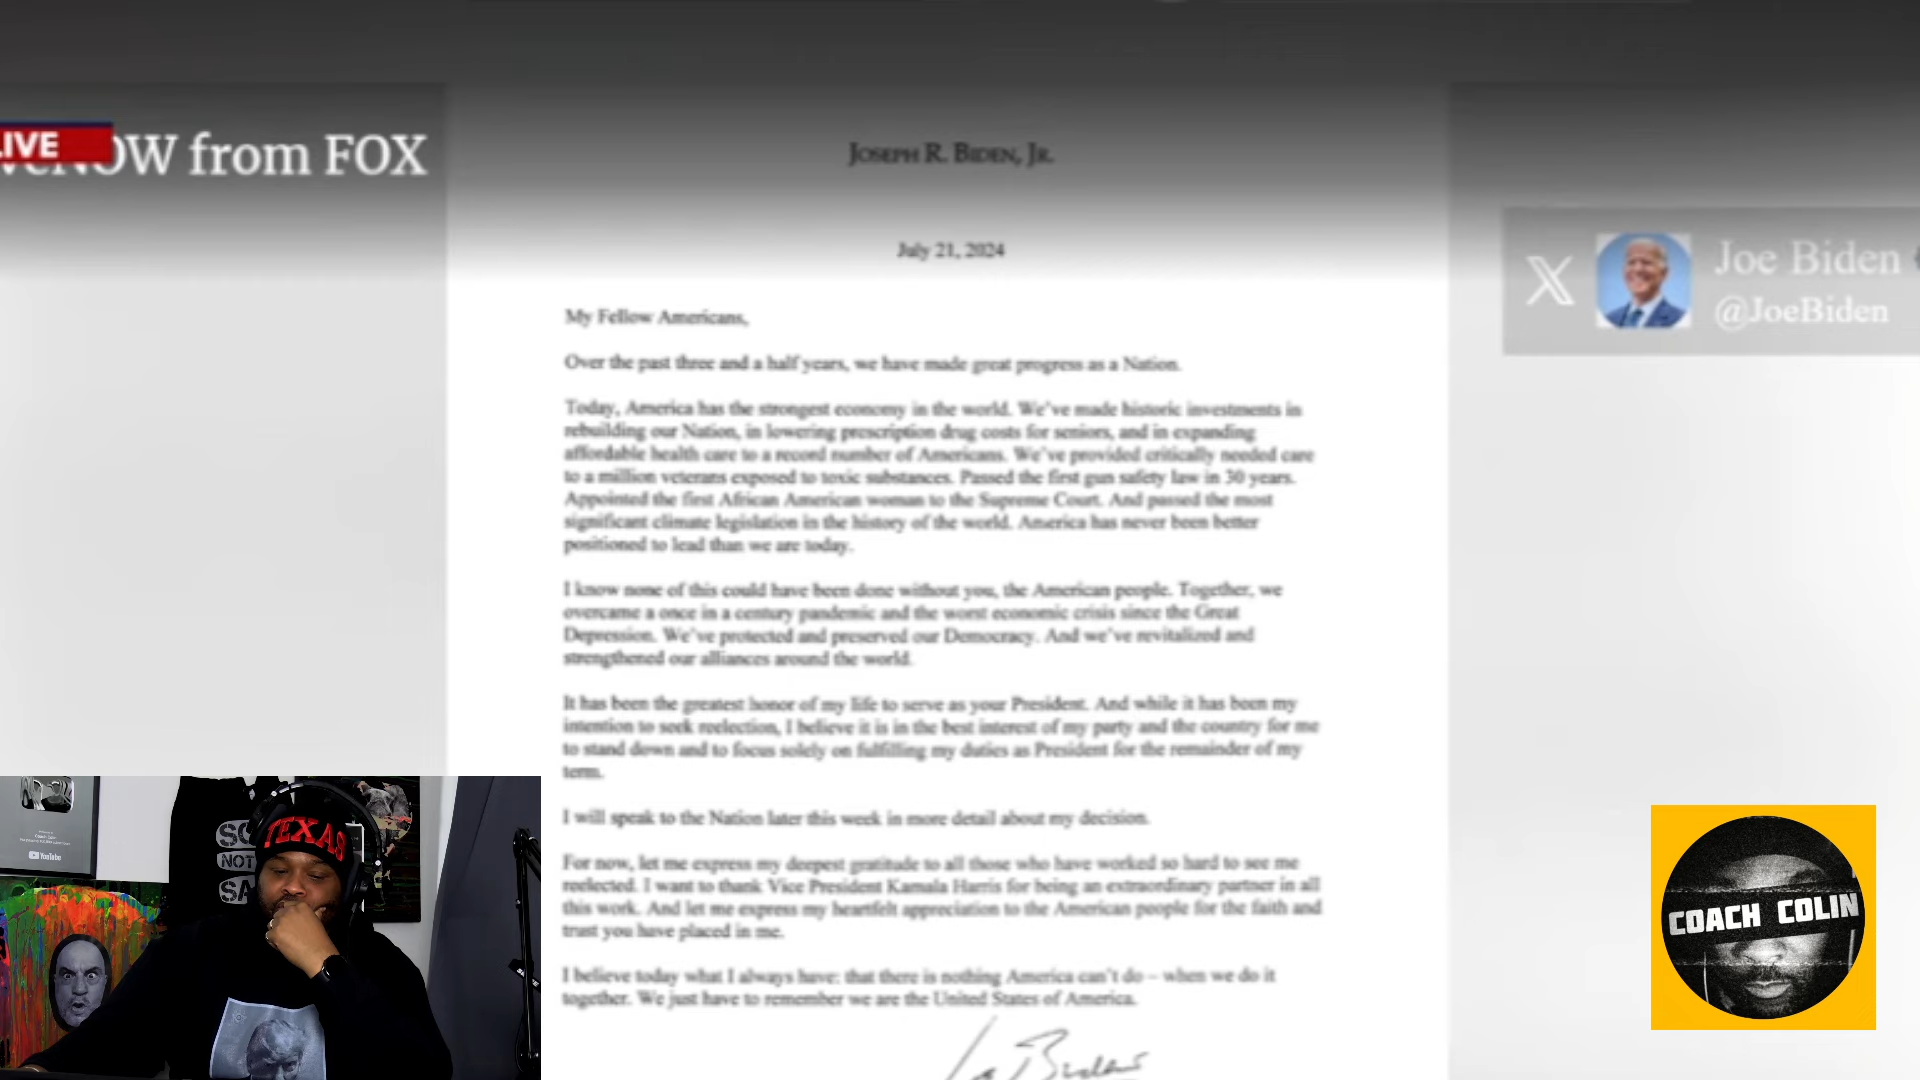 LIVE
NOW from FOX
JOSEPH R. BIDEN, JR.
July 21, 2024
X
Joe Biden
@JoeBiden
My Fellow Americans,
Over the past three and a half years, we have made great progress as a Nation.
Today, America has the strongest economy in the world. We've made historic investments in
rebuilding our Nation, in lowering prescription drug costs for seniors, and in expanding
affordable health care to a record number of Americans. We've provided critically needed care
to a million veterans exposed to toxic substances. Passed the first gun safety law in 30 years.
Appointed the first African American woman to the Supreme Court. And passed the most
significant climate legislation in the history of the world. America has never been better
positioned to lead than we are today.
I know none of this could have been done without you, the American people. Together, we
overcame a once in a century pandemic and the worst economic crisis since the Great
Depression. We've protected and preserved our Democracy. And we've revitalized and
strengthened our alliances around the world.
It has been the greatest honor of my life to serve as your President. And while it has been my
intention to seek reelection, I believe it is in the best interest of my party and the country for me
to stand down and to focus solely on fulfilling my duties as President for the remainder of my
term.
I will speak to the Nation later this week in more detail about my decision.
For now, let me express my deepest gratitude to all those who have worked so hard to see me
reelected. I want to thank Vice President Kamala Harris for being an extraordinary partner in all
this work. And let me express my heartfelt appreciation to the American people for the faith and
trust you have placed in me.
I believe today what I always have: that there is nothing America can't do – when we do it
together. We just have to remember we are the United States of America.
TEXAS
NOT
SA
YouTube
COACH COLIN